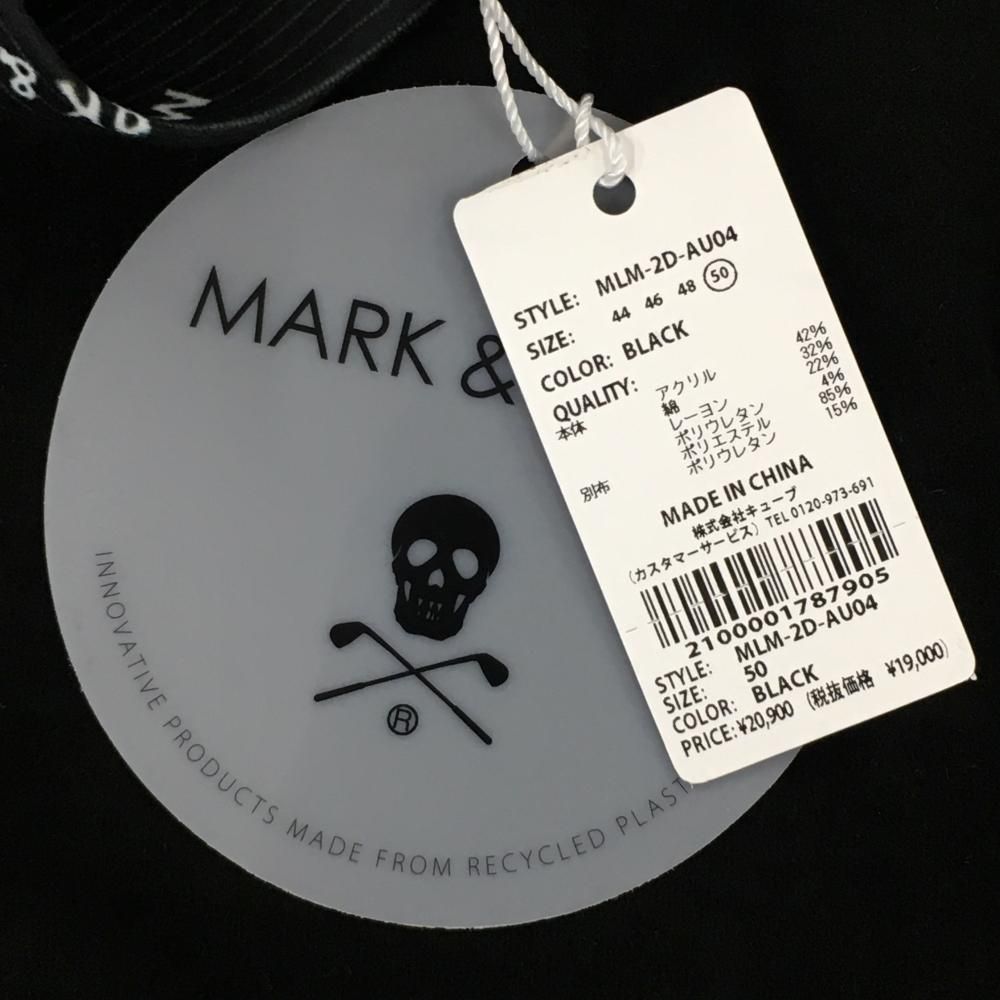 MARK &
®
INNOVATIVE PRODUCTS MADE FROM RECYCLED PLAST
STYLE: MLM-2D-AU04
SIZE: 44 46 48 50
COLOR: BLACK
QUALITY:
本体 アクリル 42%
綿 32%
レーヨン 22%
ポリウレタン 4%
別布 ポリエステル 85%
ポリウレタン 15%
MADE IN CHINA
株式会社キューブ
(カスタマーサービス) TEL 0120-973-691
2100001787905
STYLE: MLM-2D-AU04
SIZE: 50
COLOR: BLACK
PRICE:¥20,900 (税抜価格 ¥19,000)